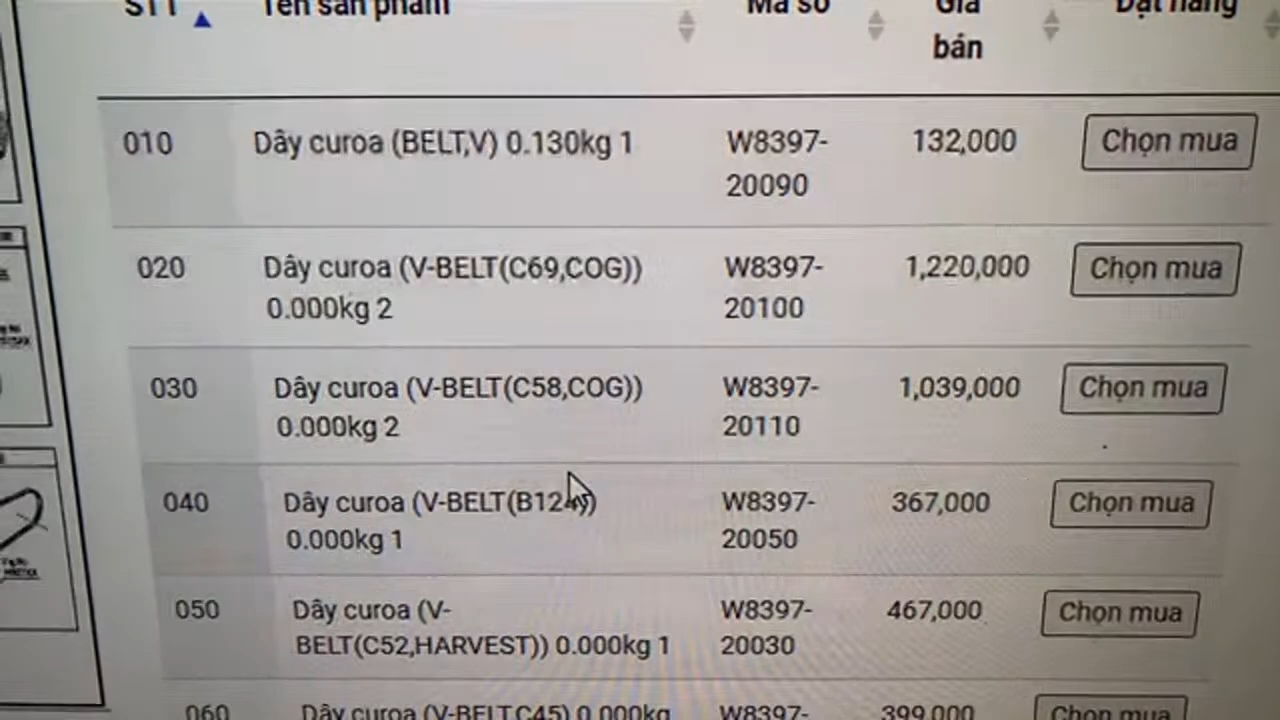 STT Tên sản phẩm Mã số Giá bán Đặt hàng
010 Dây curoa (BELT,V) 0.130kg 1 W8397-20090 132,000 Chọn mua
020 Dây curoa (V-BELT(C69,COG)) 0.000kg 2 W8397-20100 1,220,000 Chọn mua
030 Dây curoa (V-BELT(C58,COG)) 0.000kg 2 W8397-20110 1,039,000 Chọn mua
040 Dây curoa (V-BELT( 0.000kg 1 W8397-20050 367,000 Chọn mua
050 Dây curoa (V-BELT(C52,HARVEST)) 0.000kg 1 W8397-20030 467,000 Chọn mua
060 Dây curoa (V-BELT,C45) 0.000kg W8397- 399,000 Chọn mua